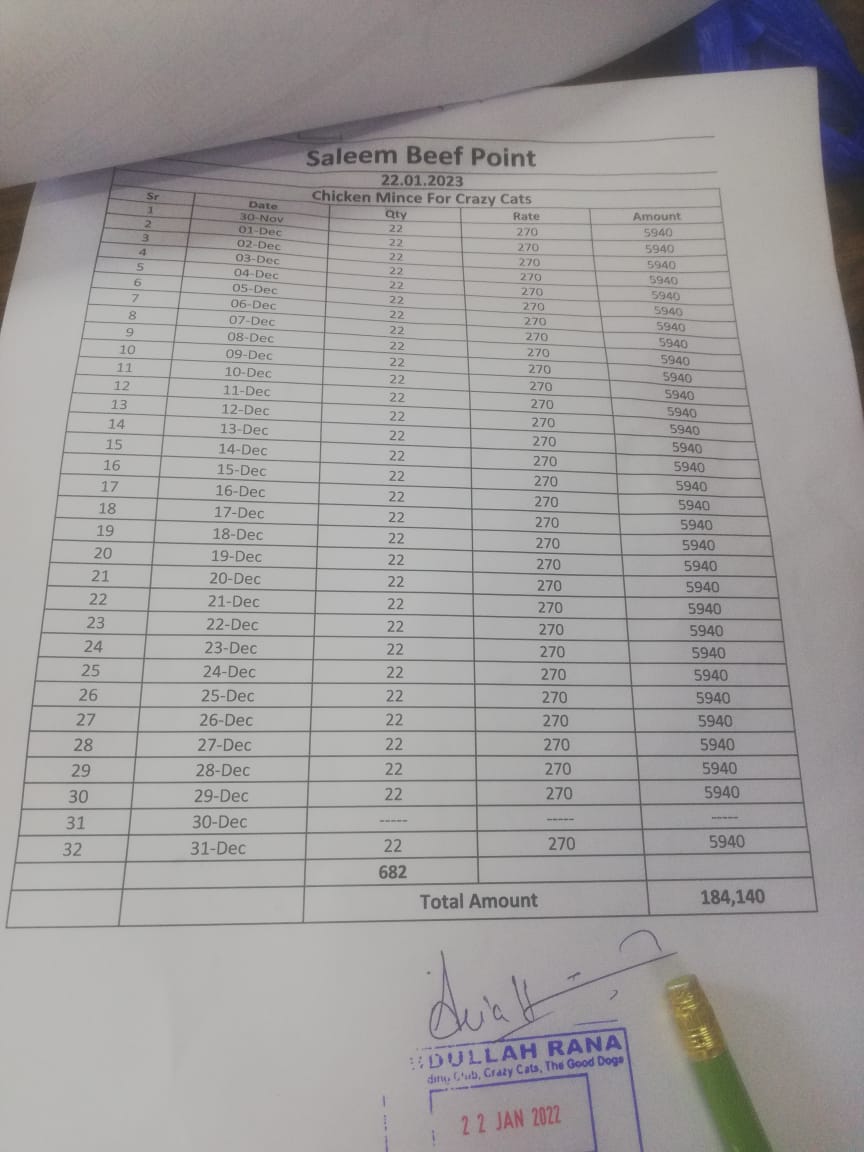 Saleem Beef Point
22.01.2023
Chicken Mince For Crazy Cats
Sr Date Qty Rate Amount
1 30-Nov 22 270 5940
2 01-Dec 22 270 5940
3 02-Dec 22 270 5940
4 03-Dec 22 270 5940
5 04-Dec 22 270 5940
6 05-Dec 22 270 5940
7 06-Dec 22 270 5940
8 07-Dec 22 270 5940
9 08-Dec 22 270 5940
10 09-Dec 22 270 5940
11 10-Dec 22 270 5940
12 11-Dec 22 270 5940
13 12-Dec 22 270 5940
14 13-Dec 22 270 5940
15 14-Dec 22 270 5940
16 15-Dec 22 270 5940
17 16-Dec 22 270 5940
18 17-Dec 22 270 5940
19 18-Dec 22 270 5940
20 19-Dec 22 270 5940
21 20-Dec 22 270 5940
22 21-Dec 22 270 5940
23 22-Dec 22 270 5940
24 23-Dec 22 270 5940
25 24-Dec 22 270 5940
26 25-Dec 22 270 5940
27 26-Dec 22 270 5940
28 27-Dec 22 270 5940
29 28-Dec 22 270 5940
30 29-Dec 22 270 5940
31 30-Dec ----- ----- -----
32 31-Dec 22 270 5940
682
Total Amount 184,140
DULLAH RANA
Club, Crazy Cats, The Good Dogs
22 JAN 2022